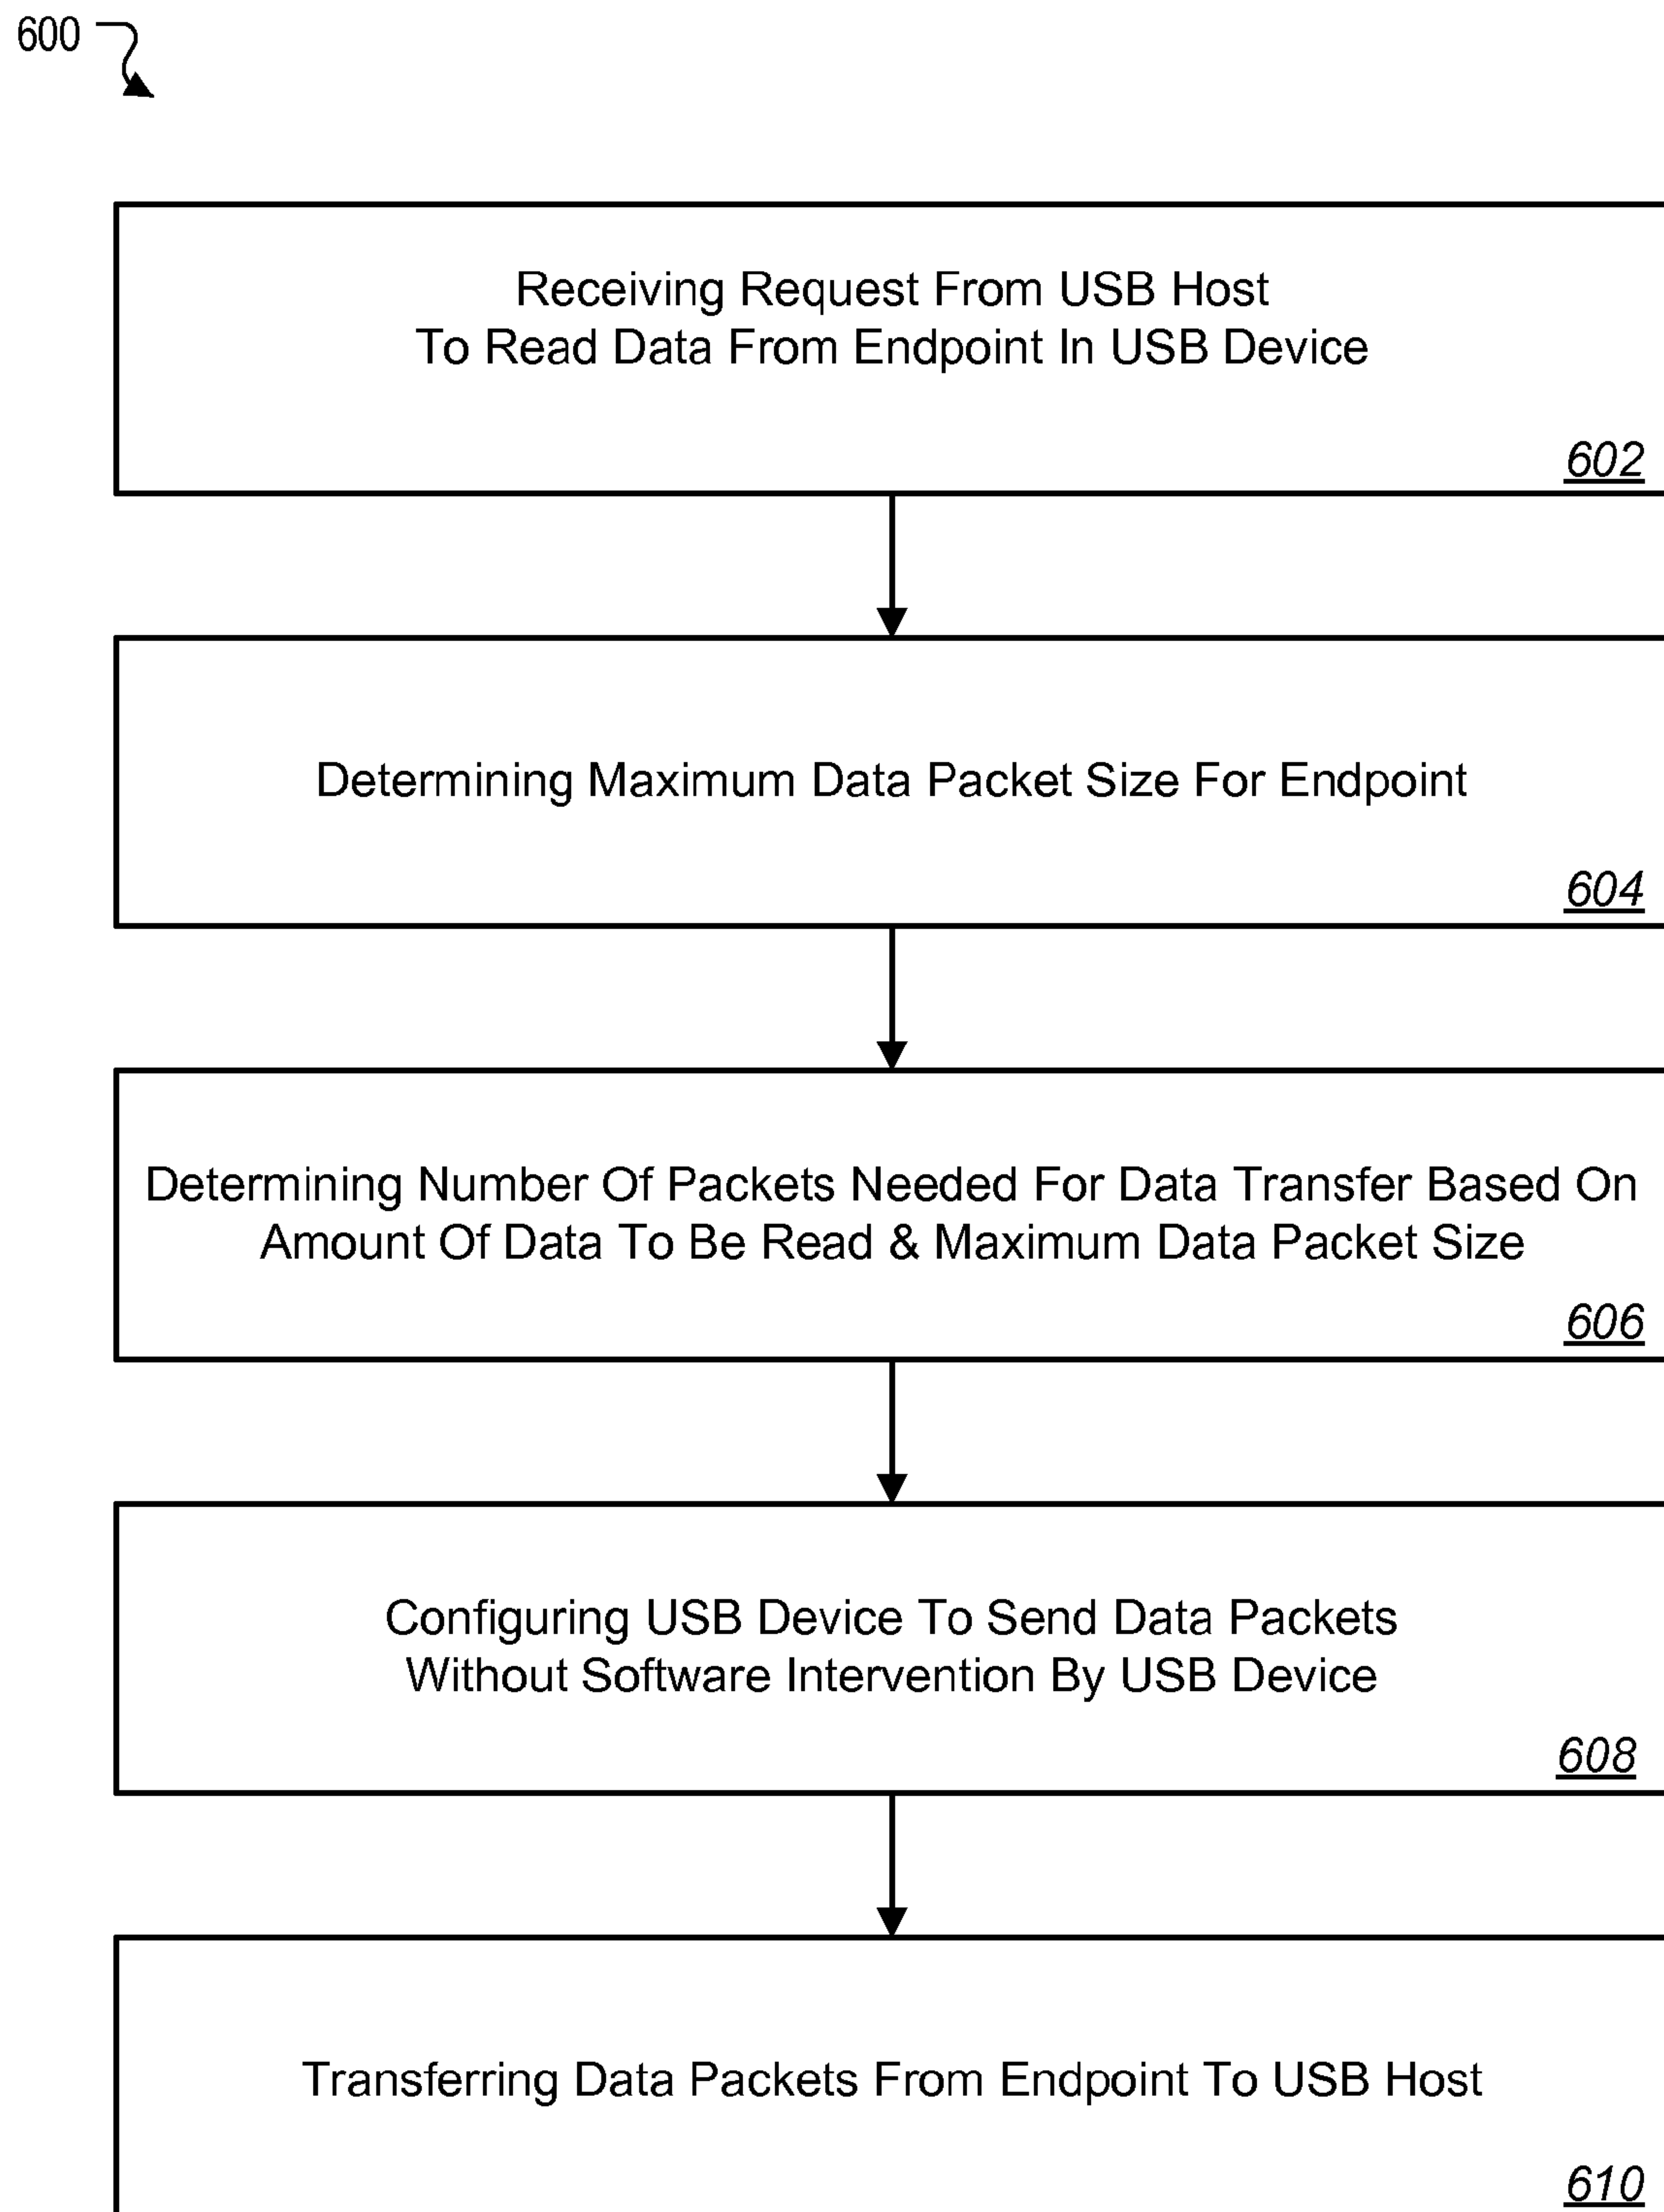 600
Receiving Request From USB Host
To Read Data From Endpoint In USB Device
602
Determining Maximum Data Packet Size For Endpoint
604
Determining Number Of Packets Needed For Data Transfer Based On
Amount Of Data To Be Read & Maximum Data Packet Size
606
Configuring USB Device To Send Data Packets
Without Software Intervention By USB Device
608
Transferring Data Packets From Endpoint To USB Host
610